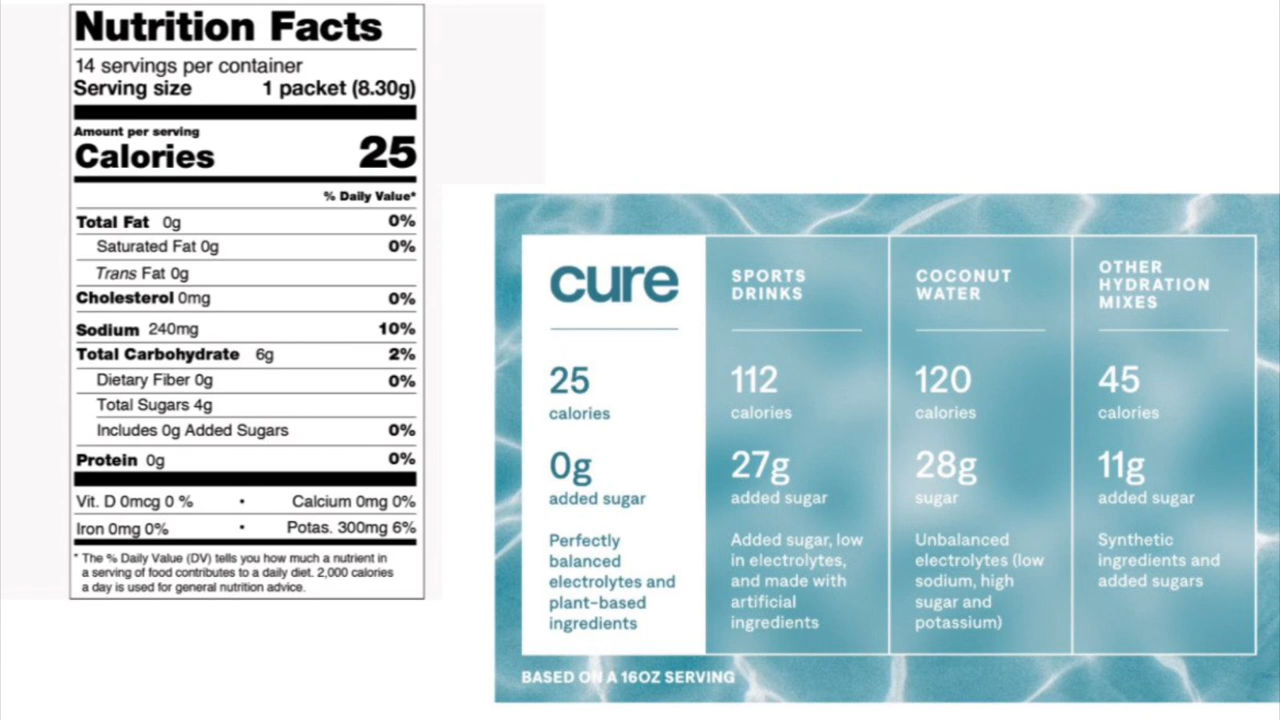 Nutrition Facts
14 servings per container
Serving size 1 packet (8.30g)
Amount per serving
Calories 25
% Daily Value*
Total Fat 0g 0%
Saturated Fat 0g 0%
Trans Fat 0g
Cholesterol 0mg 0%
Sodium 240mg 10%
Total Carbohydrate 6g 2%
Dietary Fiber 0g 0%
Total Sugars 4g
Includes 0g Added Sugars 0%
Protein 0g 0%
Vit. D 0mcg 0 % • Calcium 0mg 0%
Iron 0mg 0% • Potas. 300mg 6%
* The % Daily Value (DV) tells you how much a nutrient in
a serving of food contributes to a daily diet. 2,000 calories
a day is used for general nutrition advice.
cure
25
calories
0g
added sugar
Perfectly
balanced
electrolytes and
plant-based
ingredients
SPORTS
DRINKS
112
calories
27g
added sugar
Added sugar, low
in electrolytes,
and made with
artificial
ingredients
COCONUT
WATER
120
calories
28g
sugar
Unbalanced
electrolytes (low
sodium, high
sugar and
potassium)
OTHER
HYDRATION
MIXES
45
calories
11g
added sugar
Synthetic
ingredients and
added sugars
BASED ON A 16OZ SERVING